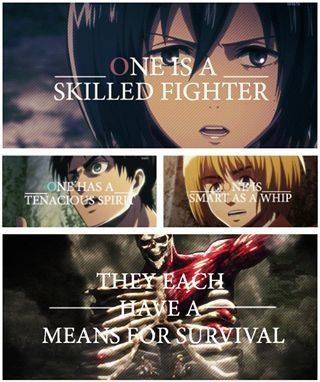 ONE IS A
SKILLED FIGHTER
ONE HAS A
TENACIOUS SPIRIT
ONE IS
SMART AS A WHIP
THEY EACH
HAVE A
MEANS FOR SURVIVAL